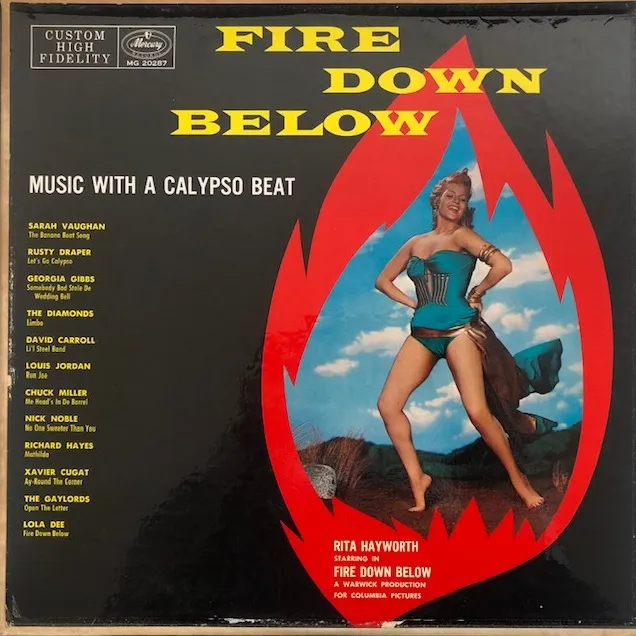 CUSTOM
HIGH
FIDELITY
Mercury
RECORDS
MG 20287
FIRE
DOWN
BELOW
MUSIC WITH A CALYPSO BEAT
SARAH VAUGHAN
The Banana Boat Song
RUSTY DRAPER
Let's Go Calypso
GEORGIA GIBBS
Somebody Bad Stole De
Wedding Bell
THE DIAMONDS
Limbo
DAVID CARROLL
Li'l Steel Band
LOUIS JORDAN
Run Joe
CHUCK MILLER
Me Head's In De Barrel
NICK NOBLE
No One Sweeter Than You
RICHARD HAYES
Mathilda
XAVIER CUGAT
Ay-Round The Corner
THE GAYLORDS
Open The Letter
LOLA DEE
Fire Down Below
RITA HAYWORTH
STARRING IN
FIRE DOWN BELOW
A WARWICK PRODUCTION
FOR COLUMBIA PICTURES